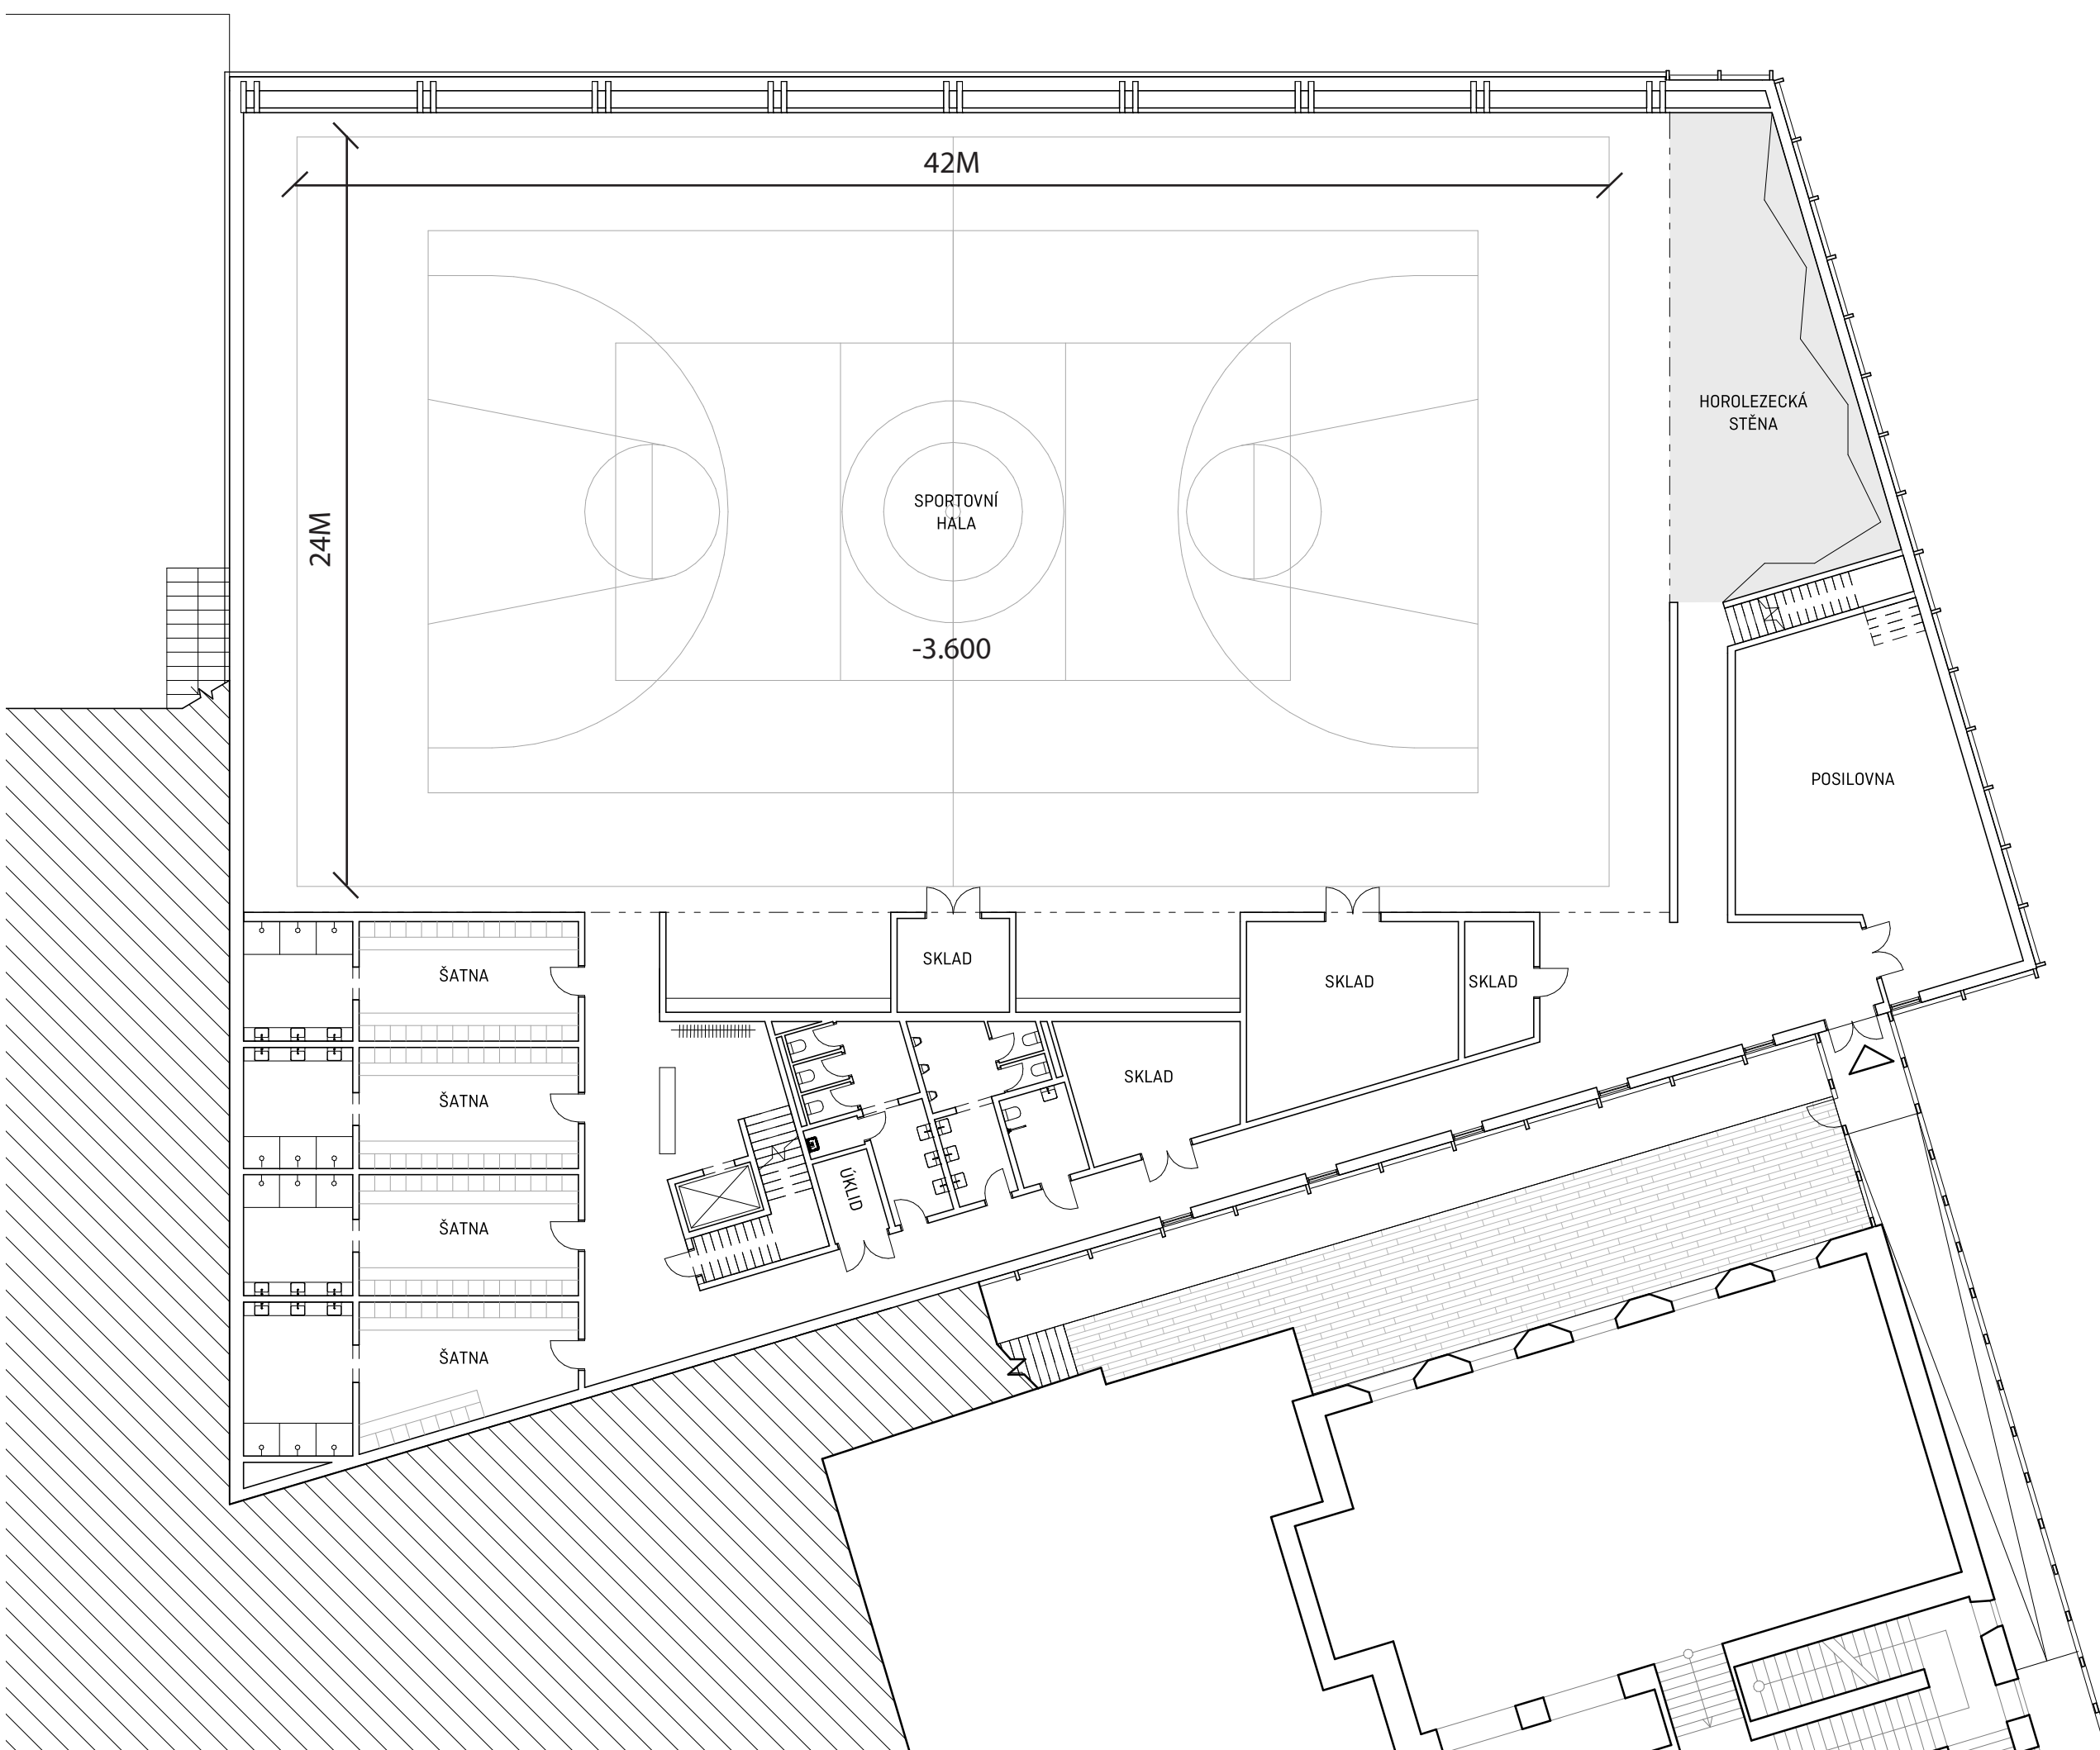 42M
HOROLEZECKÁ
STĚNA
SPORTOVNÍ
HALA
24M
-3.600
POSILOVNA
SKLAD
ŠATNA
SKLAD
SKLAD
SKLAD
ŠATNA
ÚKLID
ŠATNA
ŠATNA